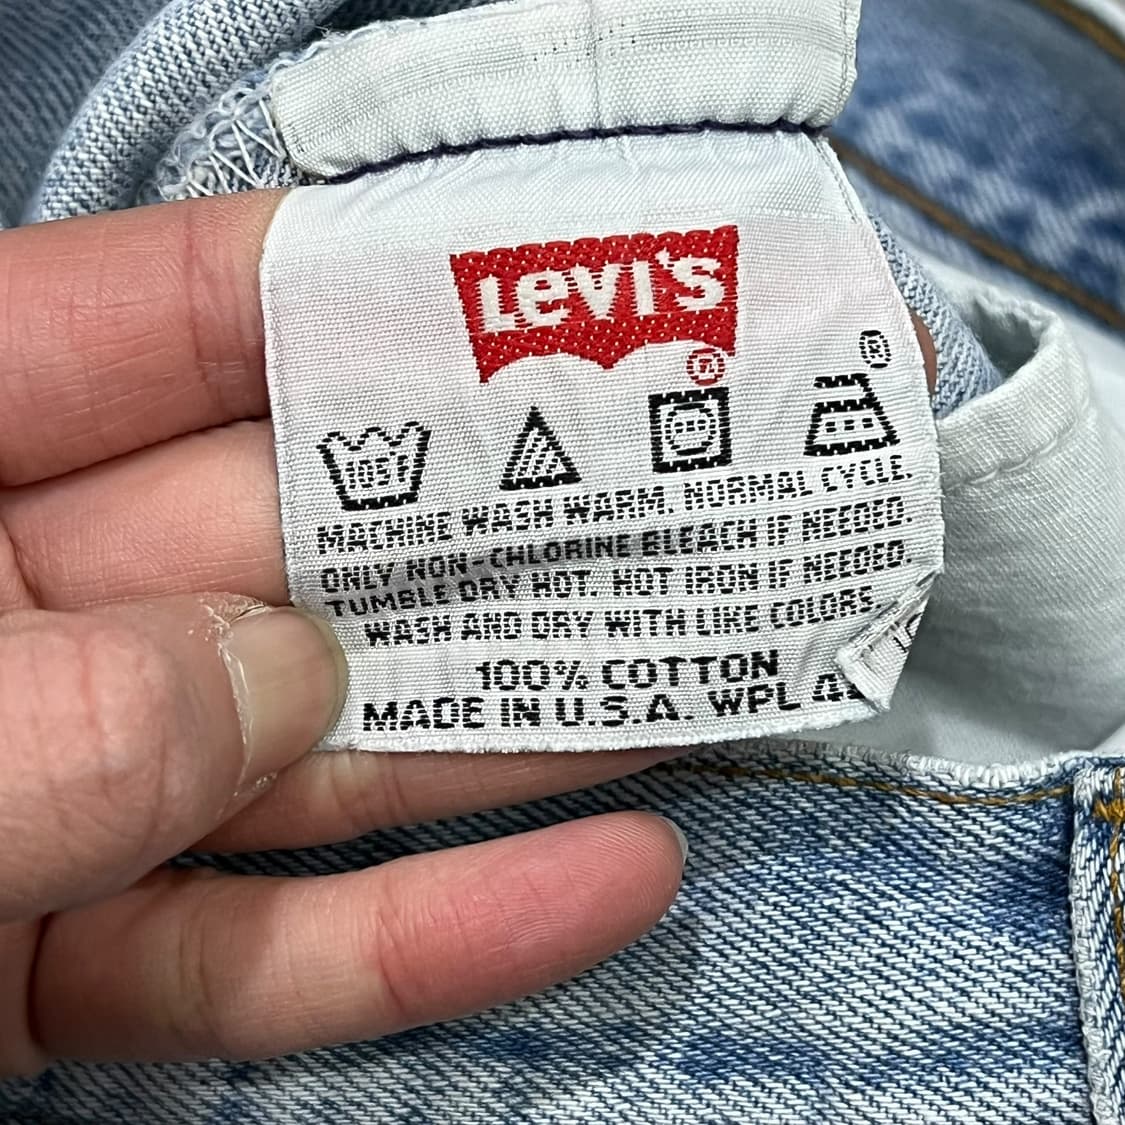 Levi's
®
105F
MACHINE WASH WARM. NORMAL CYCLE.
ONLY NON-CHLORINE BLEACH IF NEEDED.
TUMBLE DRY HOT. HOT IRON IF NEEDED.
WASH AND DRY WITH LIKE COLORS.
100% COTTON
MADE IN U.S.A. WPL